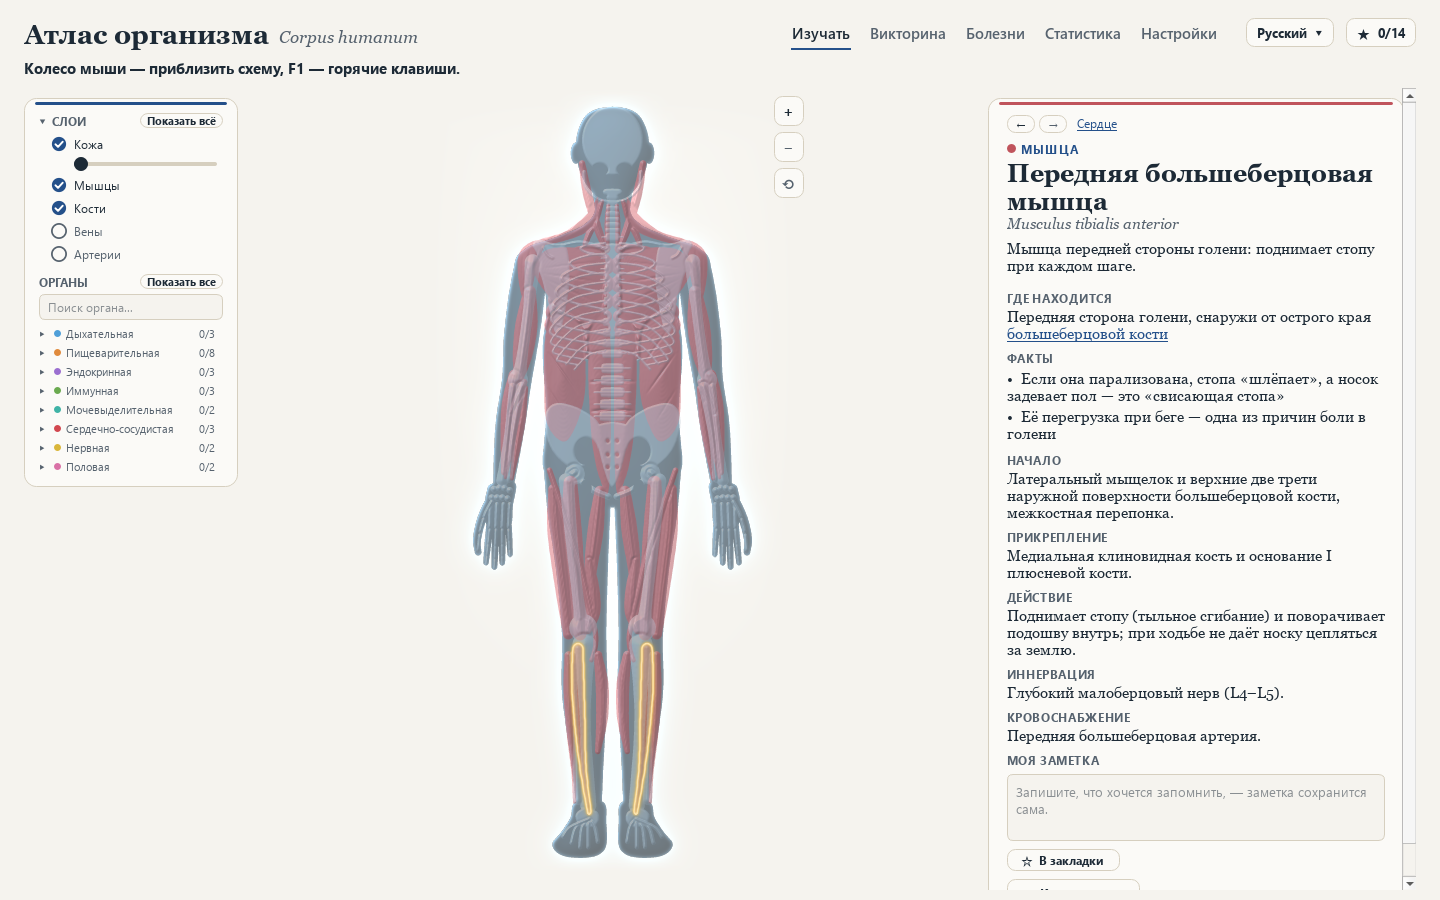 Атлас организма Corpus humanum
Изучать Викторина Болезни Статистика Настройки Русский ▼ ★ 0/14
Колесо мыши — приблизить схему, F1 — горячие клавиши.
СЛОИ Показать всё
Кожа
Мышцы
Кости
Вены
Артерии
ОРГАНЫ Показать все
Поиск органа...
Дыхательная 0/3
Пищеварительная 0/8
Эндокринная 0/3
Иммунная 0/3
Мочевыделительная 0/2
Сердечно-сосудистая 0/3
Нервная 0/2
Половая 0/2
+
−
⟲
← → Сердце
МЫШЦА
Передняя большеберцовая
мышца
Musculus tibialis anterior
Мышца передней стороны голени: поднимает стопу
при каждом шаге.
ГДЕ НАХОДИТСЯ
Передняя сторона голени, снаружи от острого края
большеберцовой кости
ФАКТЫ
• Если она парализована, стопа «шлёпает», а носок
задевает пол — это «свисающая стопа»
• Её перегрузка при беге — одна из причин боли в
голени
НАЧАЛО
Латеральный мыщелок и верхние две трети
наружной поверхности большеберцовой кости,
межкостная перепонка.
ПРИКРЕПЛЕНИЕ
Медиальная клиновидная кость и основание I
плюсневой кости.
ДЕЙСТВИЕ
Поднимает стопу (тыльное сгибание) и поворачивает
подошву внутрь; при ходьбе не даёт носку цепляться
за землю.
ИННЕРВАЦИЯ
Глубокий малоберцовый нерв (L4–L5).
КРОВОСНАБЖЕНИЕ
Передняя большеберцовая артерия.
МОЯ ЗАМЕТКА
Запишите, что хочется запомнить, — заметка сохранится
сама.
☆ В закладки